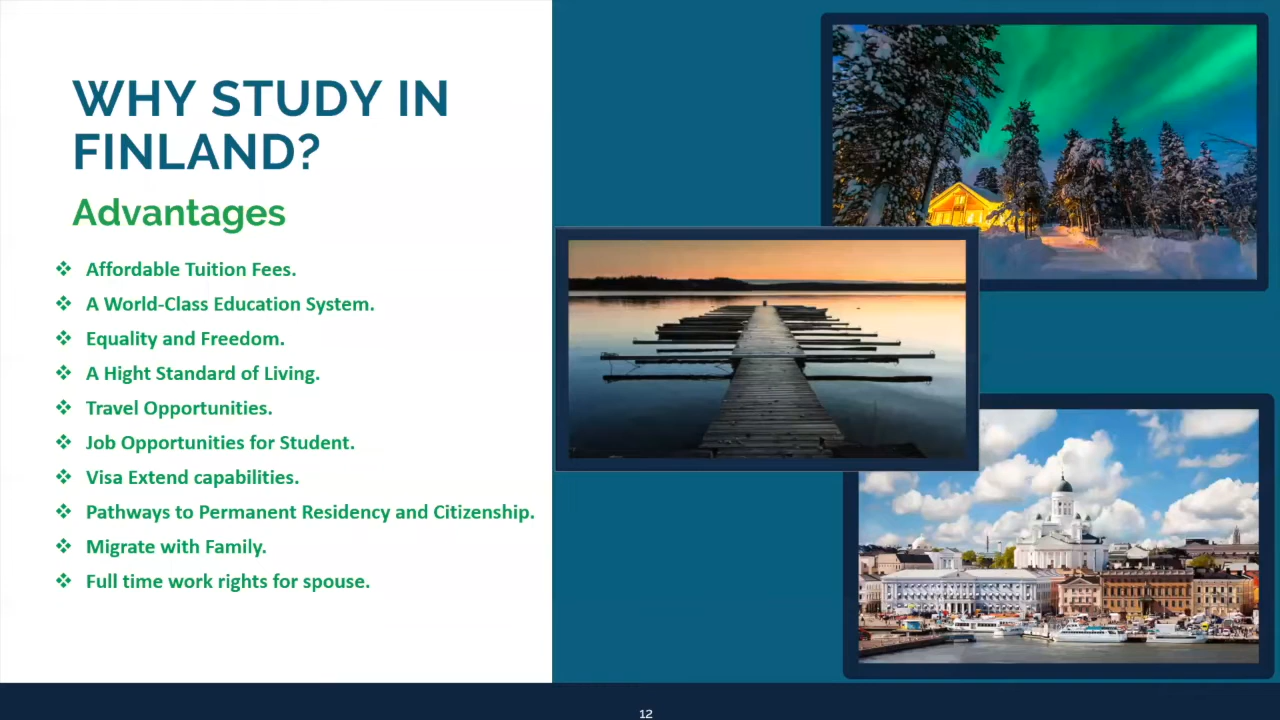 WHY STUDY IN
FINLAND?
Advantages
❖ Affordable Tuition Fees.
❖ A World-Class Education System.
❖ Equality and Freedom.
❖ A Hight Standard of Living.
❖ Travel Opportunities.
❖ Job Opportunities for Student.
❖ Visa Extend capabilities.
❖ Pathways to Permanent Residency and Citizenship.
❖ Migrate with Family.
❖ Full time work rights for spouse.
12